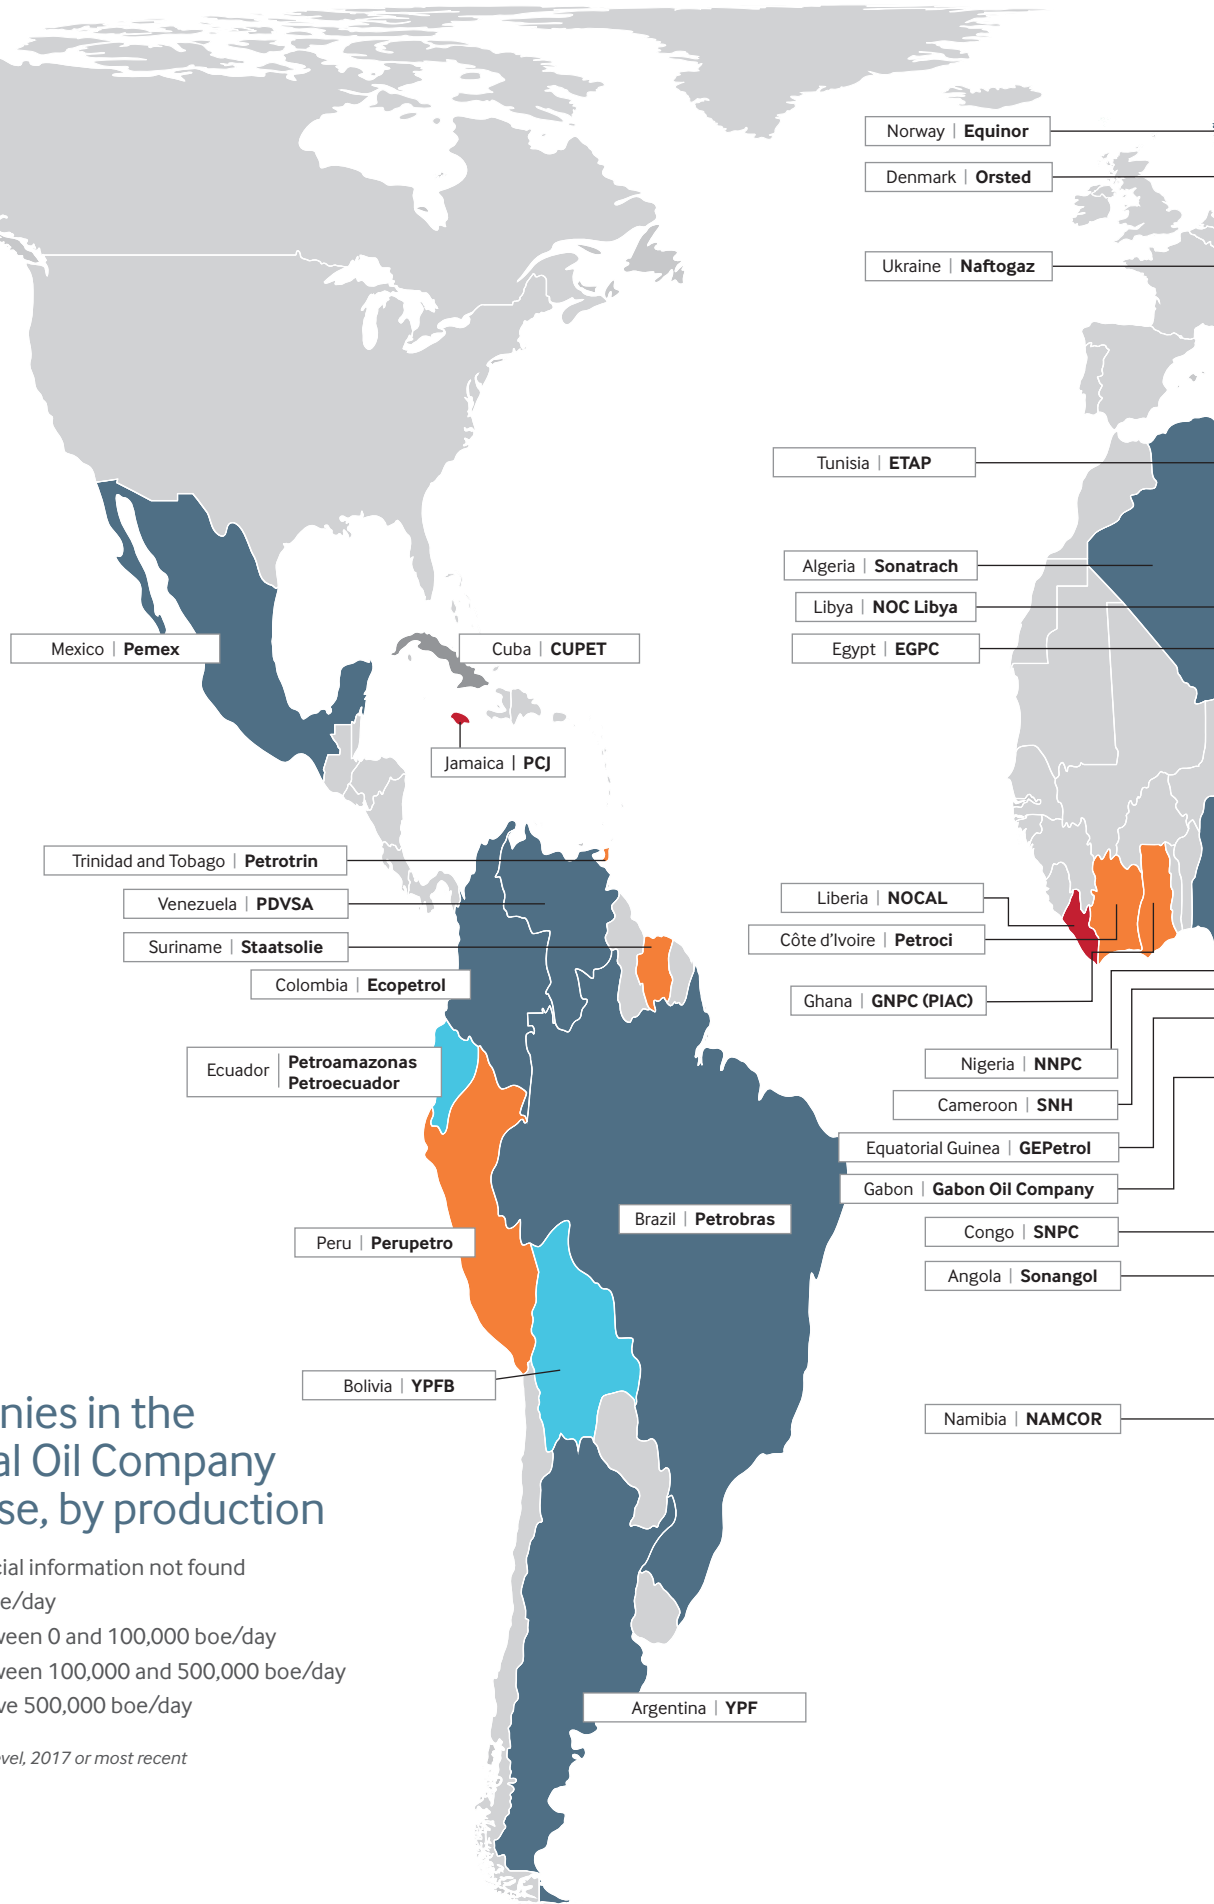 Norway | Equinor
Denmark | Orsted
Ukraine | Naftogaz
Tunisia | ETAP
Algeria | Sonatrach
Libya | NOC Libya
Egypt | EGPC
Mexico | Pemex
Cuba | CUPET
Jamaica | PCJ
Trinidad and Tobago | Petrotrin
Venezuela | PDVSA
Suriname | Staatsolie
Colombia | Ecopetrol
Liberia | NOCAL
Côte d'Ivoire | Petroci
Ghana | GNPC (PIAC)
Ecuador | Petroamazonas
Petroecuador
Nigeria | NNPC
Cameroon | SNH
Equatorial Guinea | GEPetrol
Gabon | Gabon Oil Company
Congo | SNPC
Angola | Sonangol
Brazil | Petrobras
Peru | Perupetro
Bolivia | YPFB
Namibia | NAMCOR
nies in the
al Oil Company
se, by production
cial information not found
e/day
ween 0 and 100,000 boe/day
ween 100,000 and 500,000 boe/day
ve 500,000 boe/day
Argentina | YPF
vel, 2017 or most recent